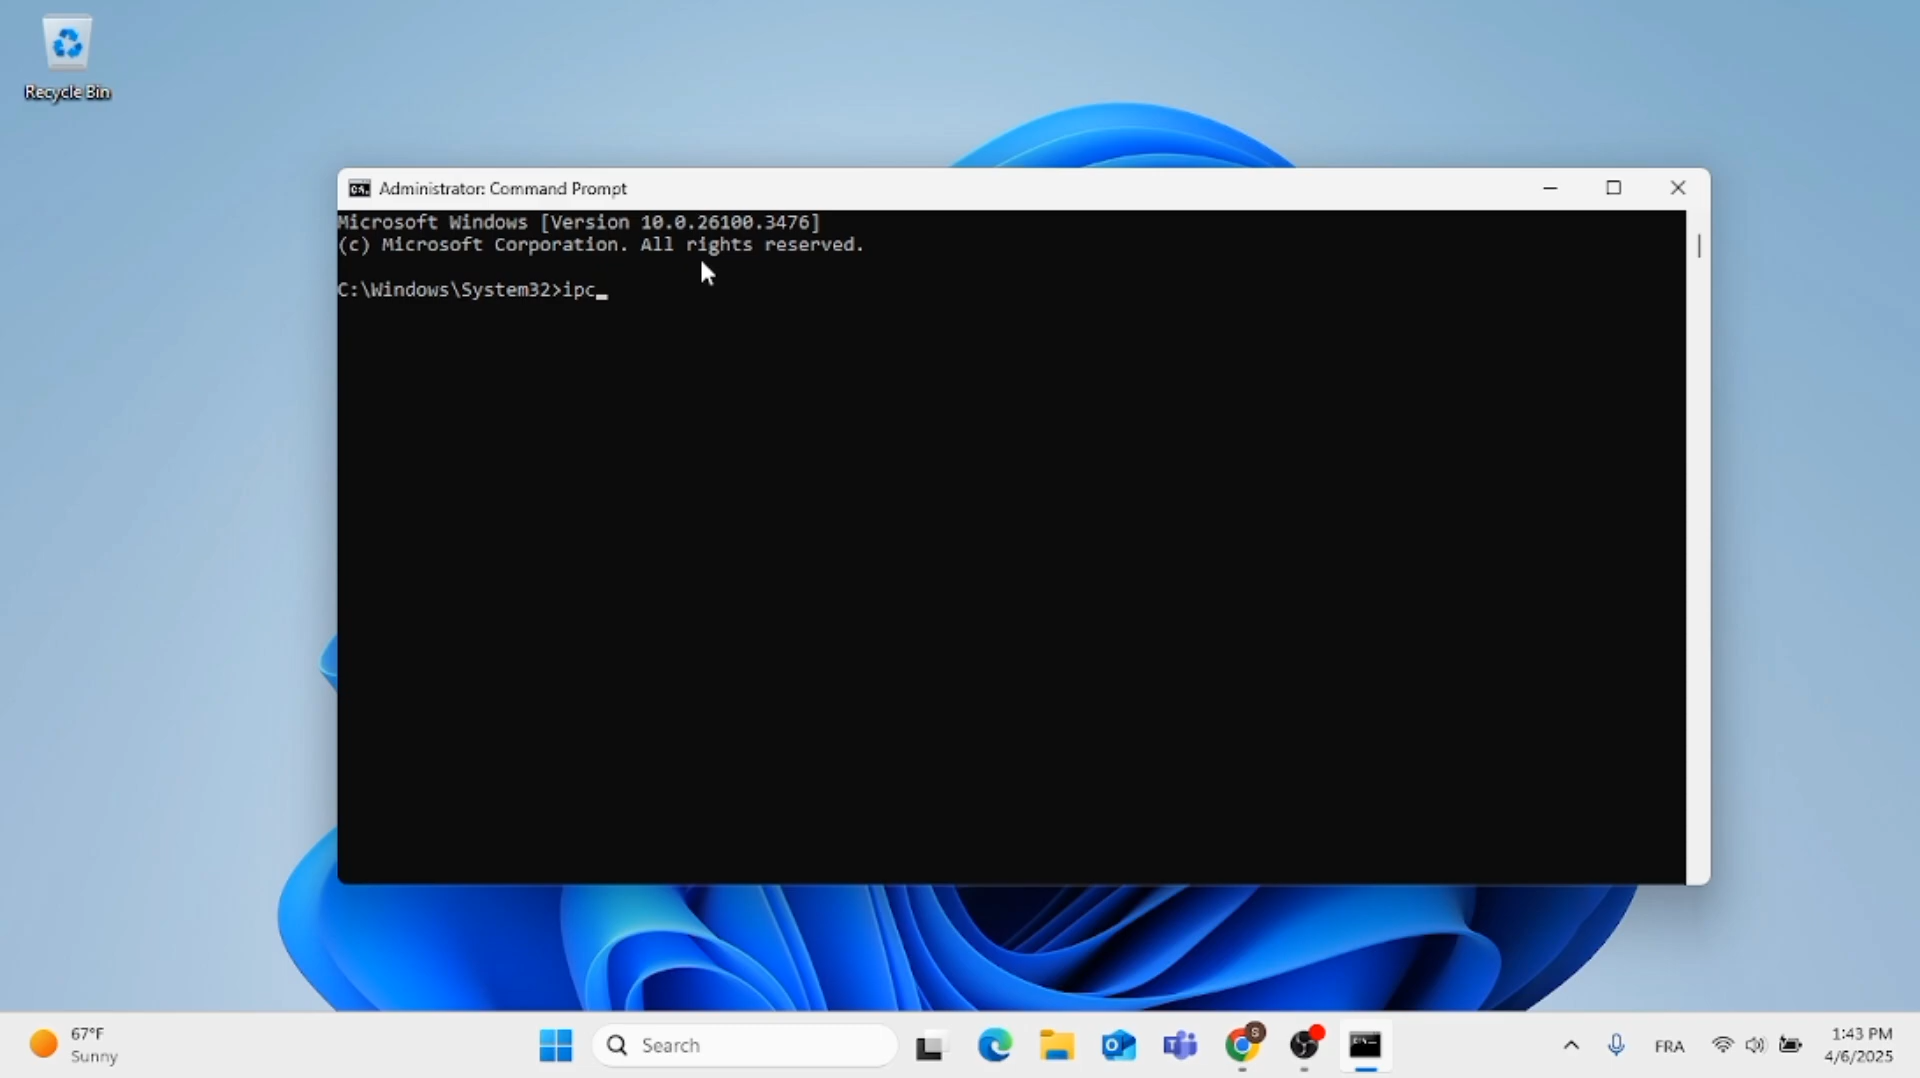 Recycle Bin
Administrator: Command Prompt
Microsoft Windows [Version 10.0.26100.3476]
(c) Microsoft Corporation. All rights reserved.
C:\Windows\System32>ipc_
67°F
Sunny
Search
S
FRA
1:43 PM
4/6/2025